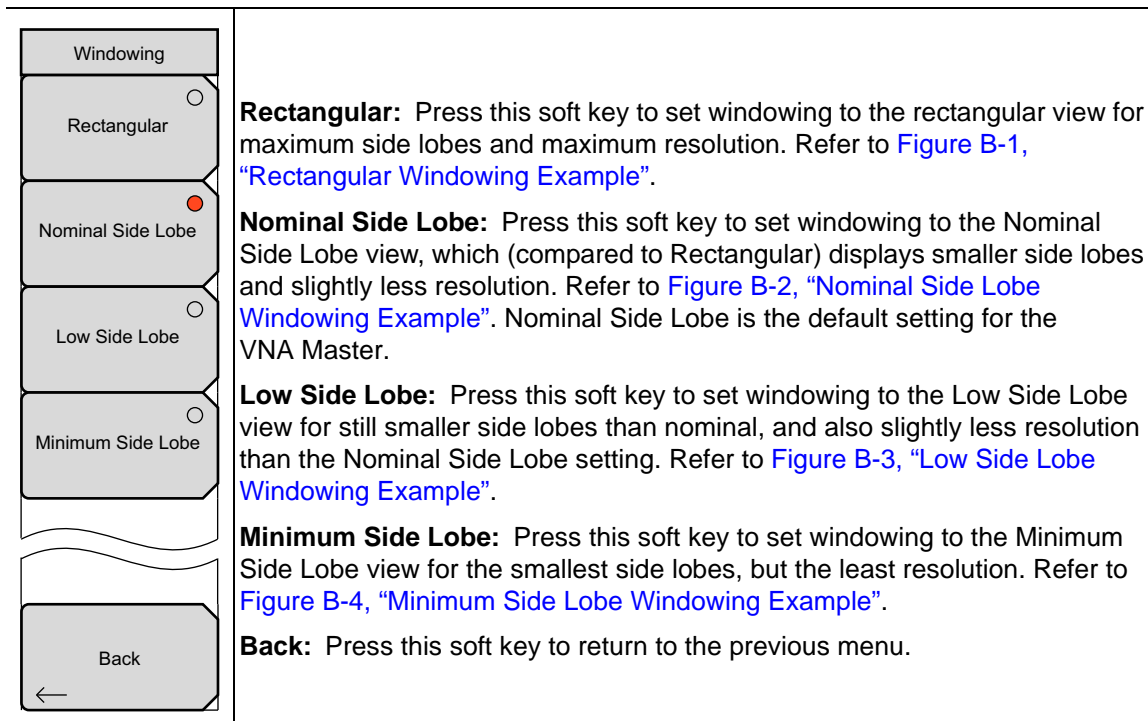 Windowing
Rectangular
Nominal Side Lobe
Low Side Lobe
Minimum Side Lobe
Back
Rectangular: Press this soft key to set windowing to the rectangular view for
maximum side lobes and maximum resolution. Refer to Figure B-1,
“Rectangular Windowing Example”.
Nominal Side Lobe: Press this soft key to set windowing to the Nominal
Side Lobe view, which (compared to Rectangular) displays smaller side lobes
and slightly less resolution. Refer to Figure B-2, “Nominal Side Lobe
Windowing Example”. Nominal Side Lobe is the default setting for the
VNA Master.
Low Side Lobe: Press this soft key to set windowing to the Low Side Lobe
view for still smaller side lobes than nominal, and also slightly less resolution
than the Nominal Side Lobe setting. Refer to Figure B-3, “Low Side Lobe
Windowing Example”.
Minimum Side Lobe: Press this soft key to set windowing to the Minimum
Side Lobe view for the smallest side lobes, but the least resolution. Refer to
Figure B-4, “Minimum Side Lobe Windowing Example”.
Back: Press this soft key to return to the previous menu.